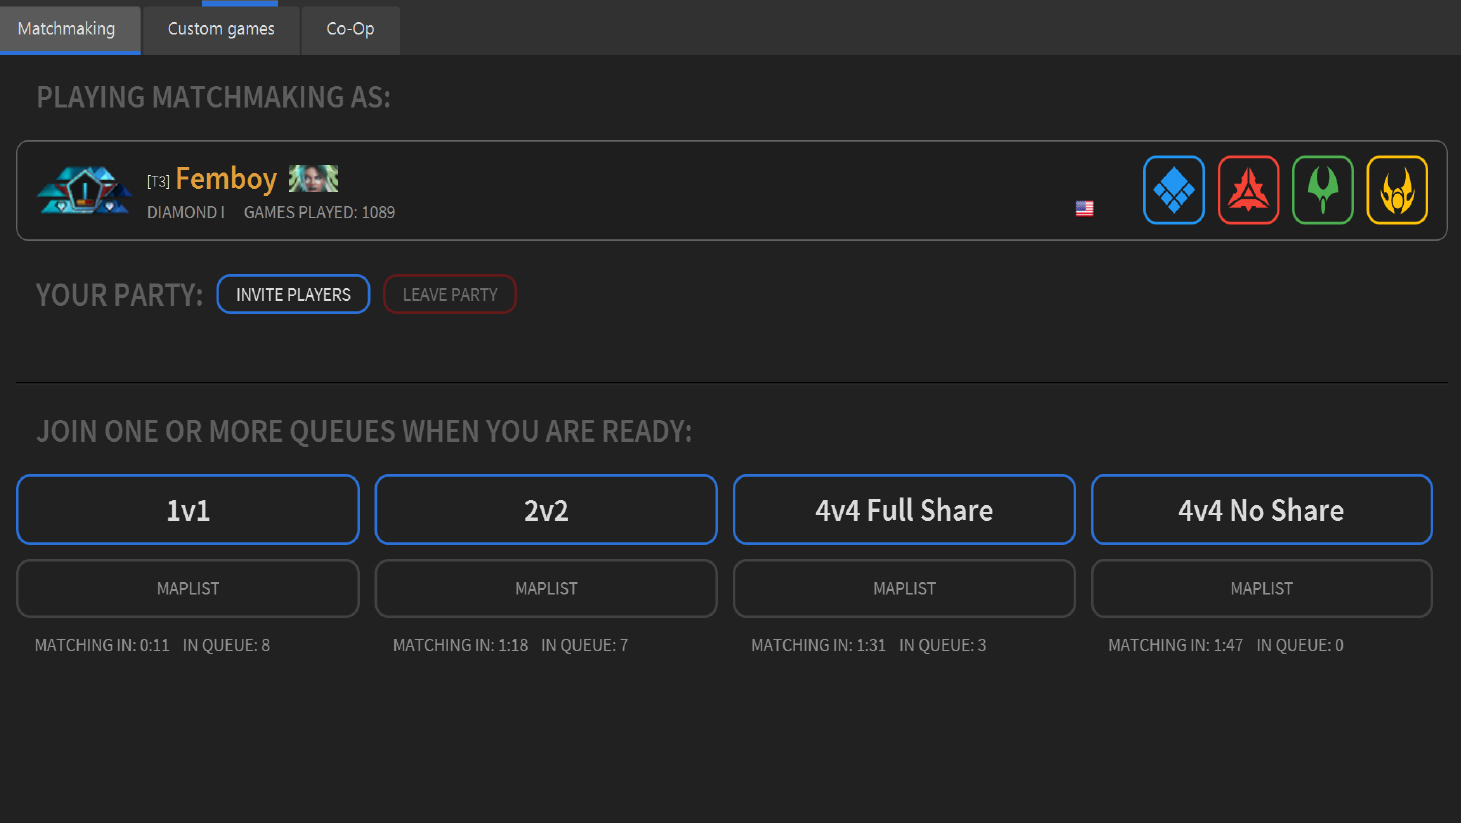 Matchmaking Custom games Co-Op
PLAYING MATCHMAKING AS:
[T3] Femboy
DIAMOND I GAMES PLAYED: 1089
YOUR PARTY: INVITE PLAYERS LEAVE PARTY
JOIN ONE OR MORE QUEUES WHEN YOU ARE READY:
1v1 2v2 4v4 Full Share 4v4 No Share
MAPLIST MAPLIST MAPLIST MAPLIST
MATCHING IN: 0:11 IN QUEUE: 8 MATCHING IN: 1:18 IN QUEUE: 7 MATCHING IN: 1:31 IN QUEUE: 3 MATCHING IN: 1:47 IN QUEUE: 0